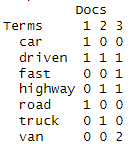 Docs
Terms 1 2 3
car 1 0 0
driven 1 1 1
fast 0 0 1
highway 0 1 1
road 1 0 0
truck 0 1 0
van 0 0 2